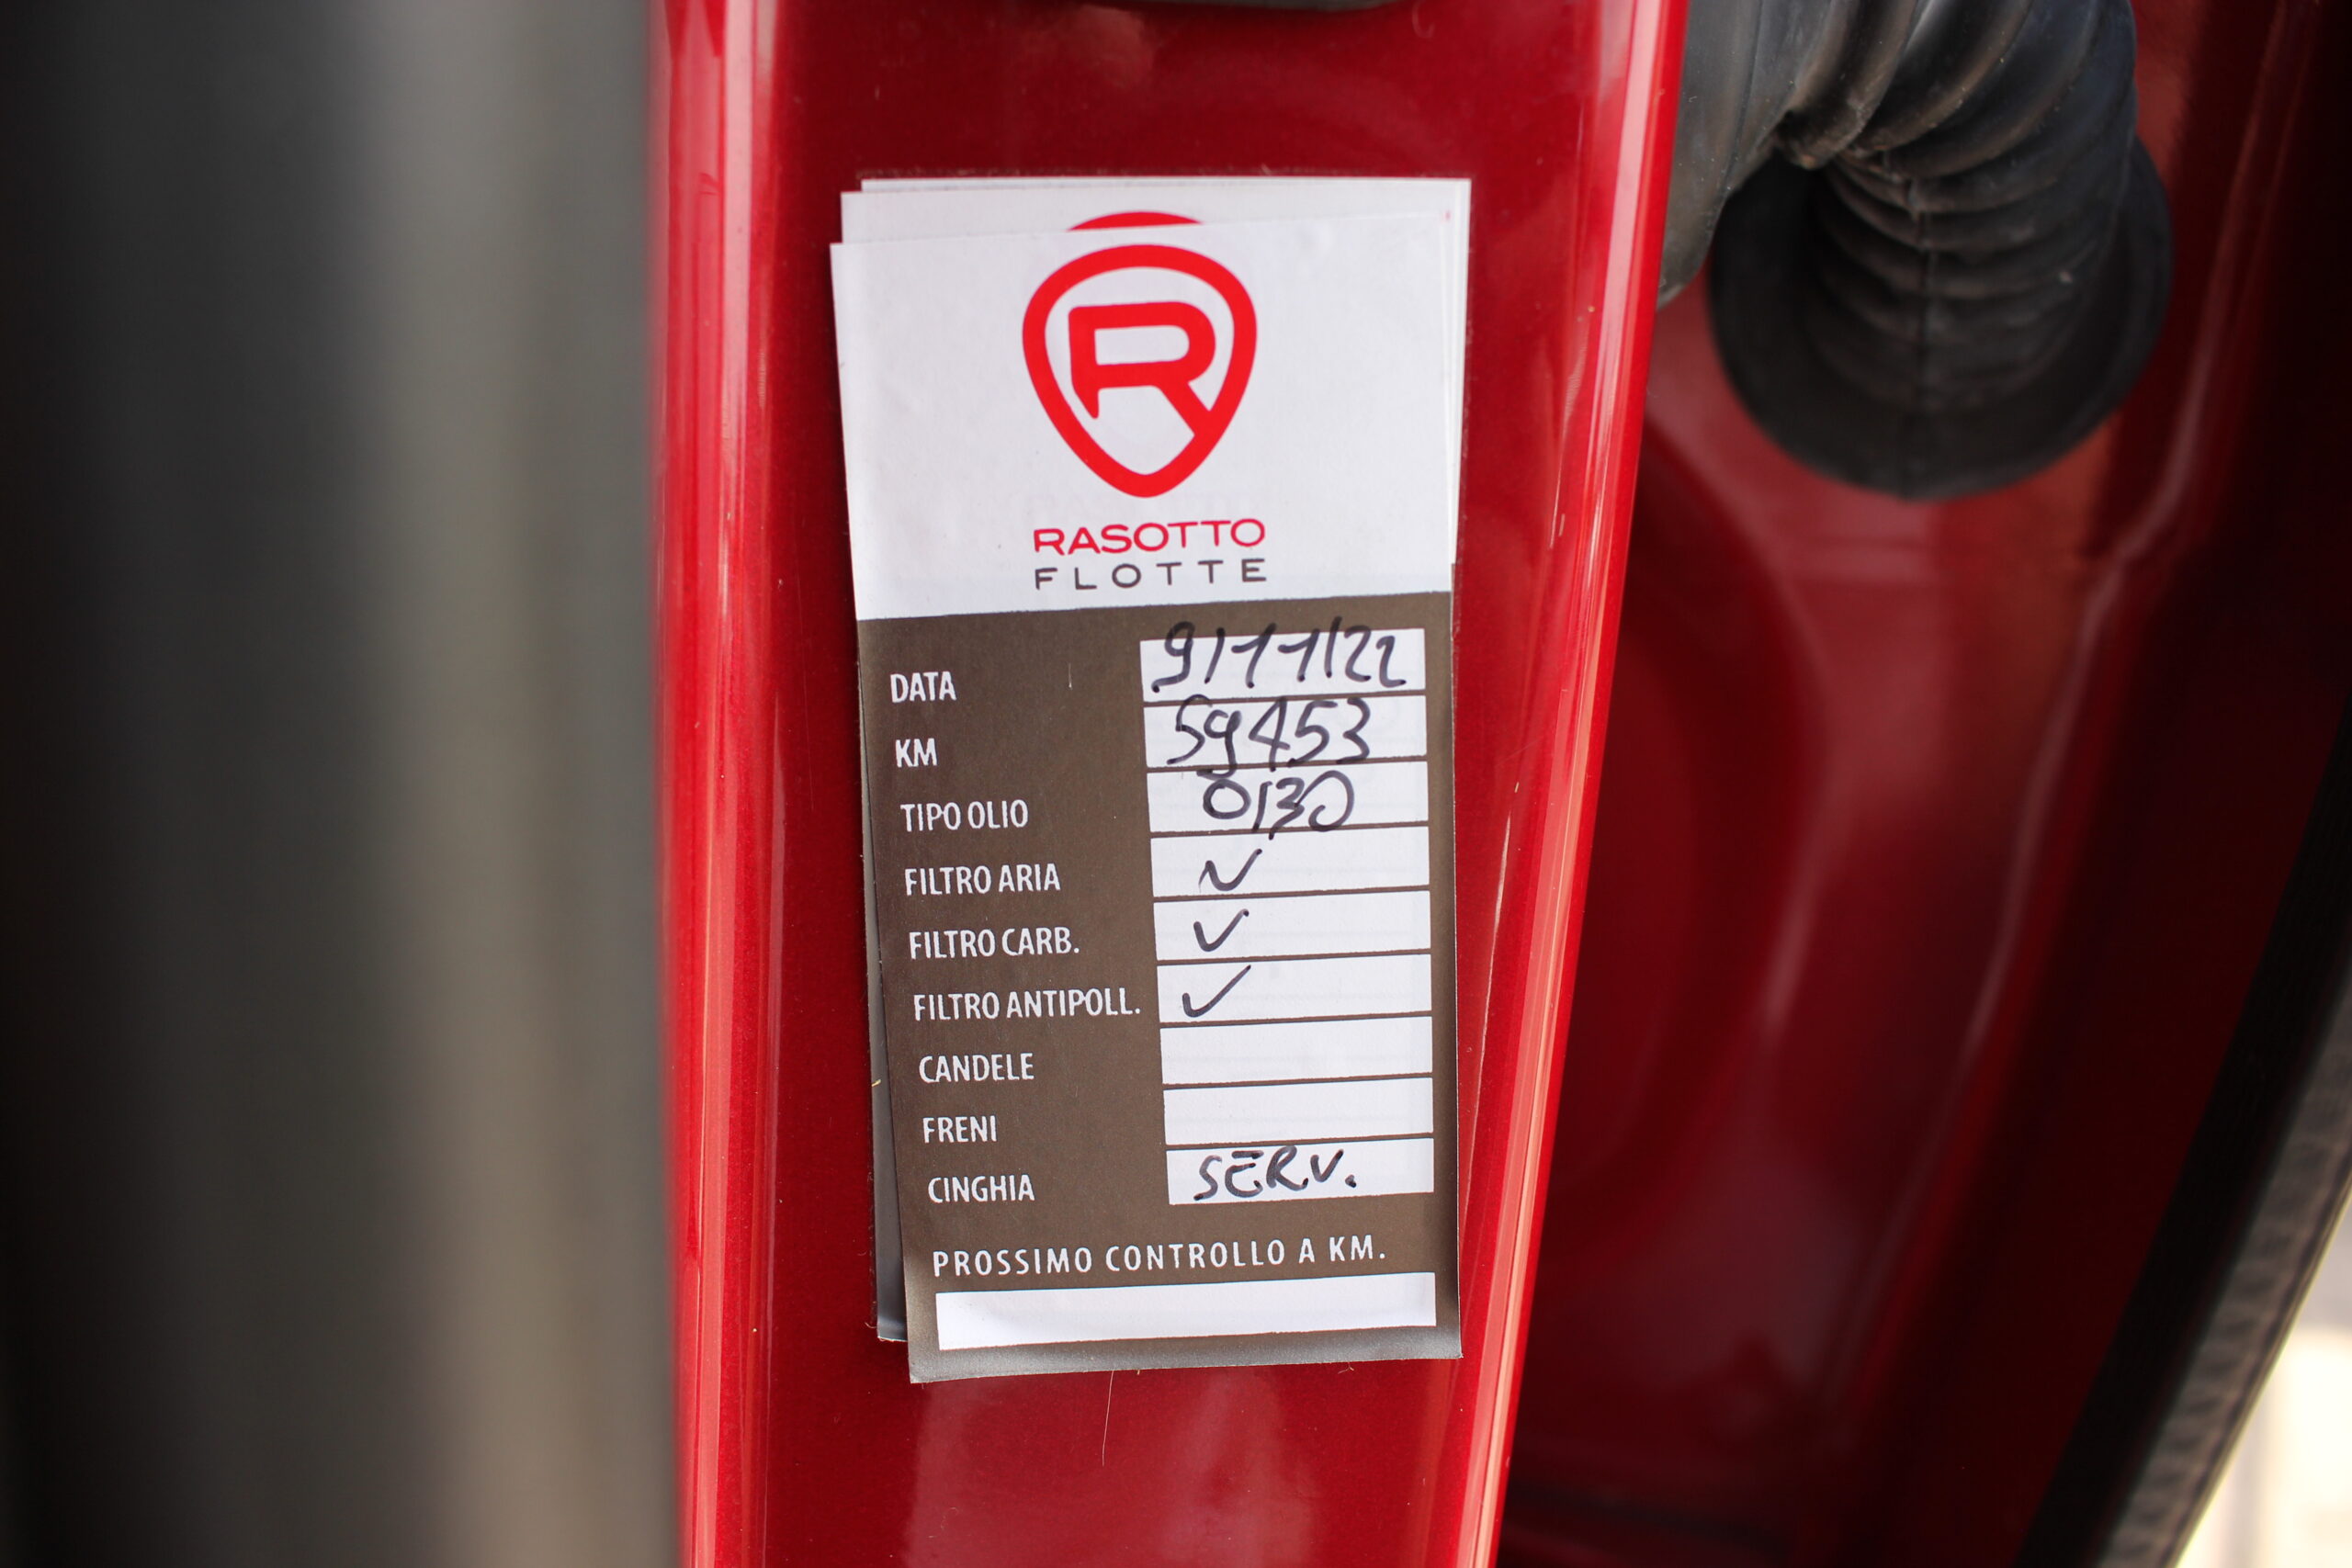 R
RASOTTO
FLOTTE
DATA 9/11/22
KM 59453
TIPO OLIO 0/30
FILTRO ARIA ✓
FILTRO CARB. ✓
FILTRO ANTIPOLL. ✓
CANDELE
FRENI
CINGHIA SERV.
PROSSIMO CONTROLLO A KM.